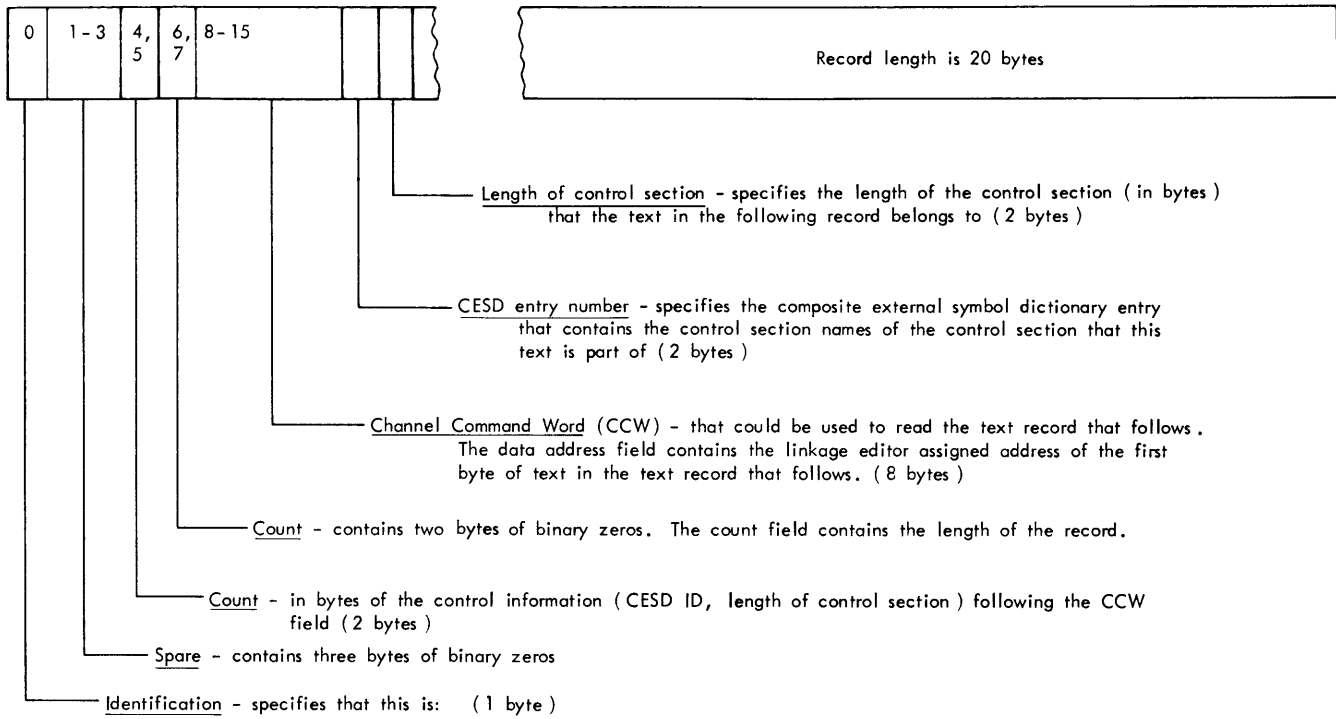 0 1-3 4, 6, 8-15
5 7
Record length is 20 bytes
Length of control section - specifies the length of the control section ( in bytes )
that the text in the following record belongs to ( 2 bytes )
CESD entry number - specifies the composite external symbol dictionary entry
that contains the control section names of the control section that this
text is part of ( 2 bytes )
Channel Command Word (CCW) - that could be used to read the text record that follows .
The data address field contains the linkage editor assigned address of the first
byte of text in the text record that follows. ( 8 bytes )
Count - contains two bytes of binary zeros. The count field contains the length of the record.
Count - in bytes of the control information ( CESD ID, length of control section ) following the CCW
field ( 2 bytes )
Spare - contains three bytes of binary zeros
Identification - specifies that this is: ( 1 byte )